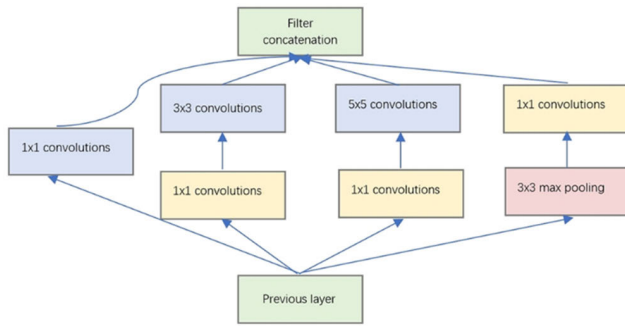 Filter
concatenation
3x3 convolutions
5x5 convolutions
1x1 convolutions
1x1 convolutions
1x1 convolutions
1x1 convolutions
3x3 max pooling
Previous layer